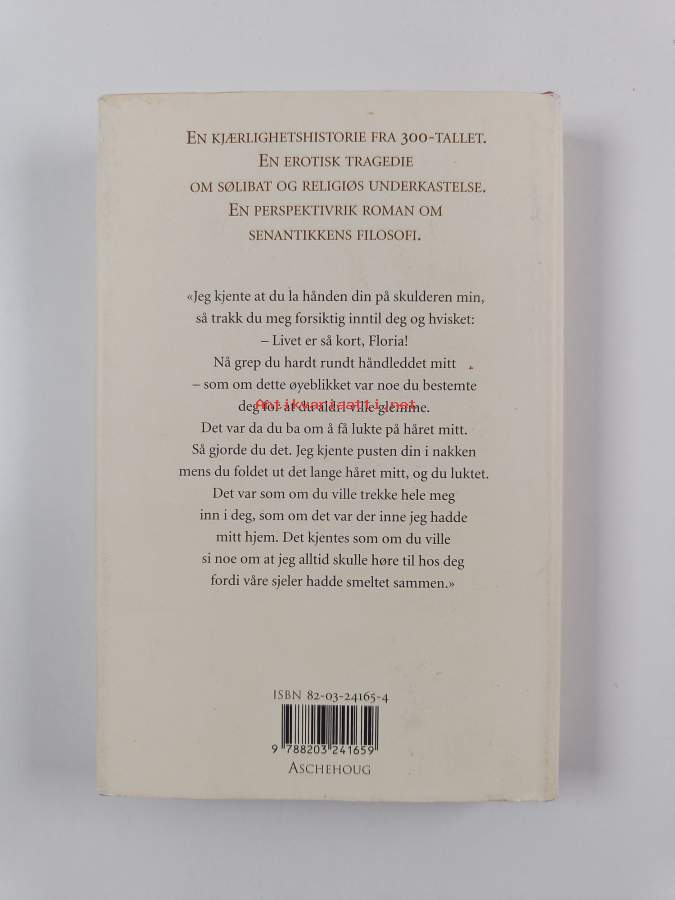 EN KJÆRLIGHETSHISTORIE FRA 300-TALLET.
EN EROTISK TRAGEDIE
OM SØLIBAT OG RELIGIØS UNDERKASTELSE.
EN PERSPEKTIVRIK ROMAN OM
SENANTIKKENS FILOSOFI.
«Jeg kjente at du la hånden din på skulderen min,
så trakk du meg forsiktig inntil deg og hvisket:
– Livet er så kort, Floria!
Nå grep du hardt rundt håndleddet mitt
– som om dette øyeblikket var noe du bestemte
deg for at du aldri ville glemme.
Antikvariaatti.net
Det var da du ba om å få lukte på håret mitt.
Så gjorde du det. Jeg kjente pusten din i nakken
mens du foldet ut det lange håret mitt, og du luktet.
Det var som om du ville trekke hele meg
inn i deg, som om det var der inne jeg hadde
mitt hjem. Det kjentes som om du ville
si noe om at jeg alltid skulle høre til hos deg
fordi våre sjeler hadde smeltet sammen.»
ISBN 82-03-24165-4
9 788203 241659
ASCHEHOUG